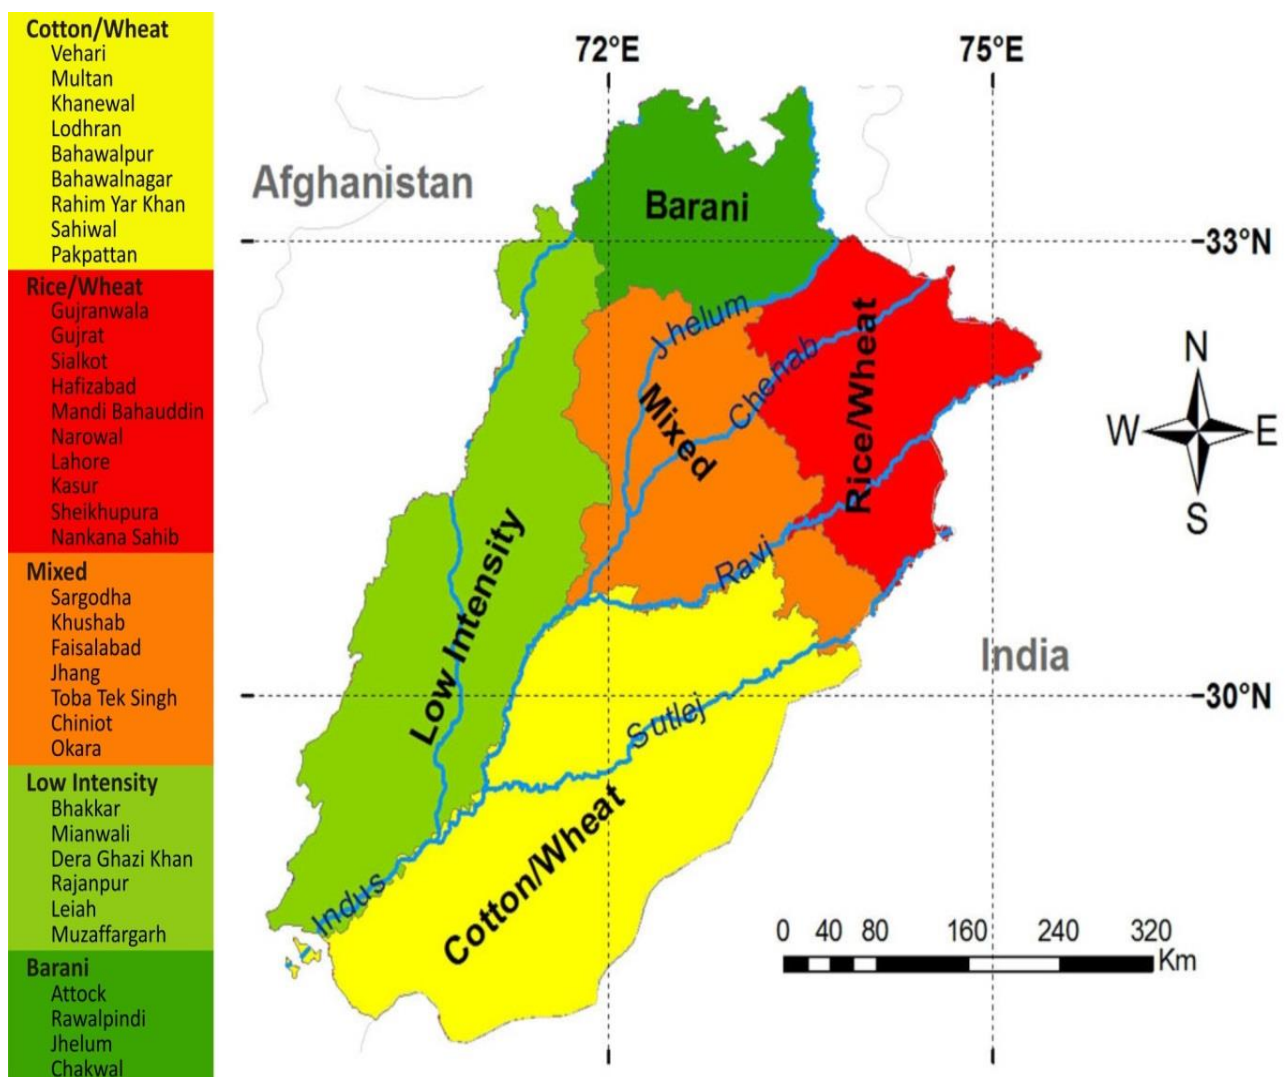 Cotton/Wheat
Vehari
Multan
Khanewal
Lodhran
Bahawalpur
Bahawalnagar
Rahim Yar Khan
Sahiwal
Pakpattan
Rice/Wheat
Gujranwala
Gujrat
Sialkot
Hafizabad
Mandi Bahauddin
Narowal
Lahore
Kasur
Sheikhupura
Nankana Sahib
Mixed
Sargodha
Khushab
Faisalabad
Jhang
Toba Tek Singh
Chiniot
Okara
Low Intensity
Bhakkar
Mianwali
Dera Ghazi Khan
Rajanpur
Leiah
Muzaffargarh
Barani
Attock
Rawalpindi
Jhelum
Chakwal
72°E
75°E
Afghanistan
Barani
33°N
Jhelum
Chenab
Rice/Wheat
Mixed
N
W
E
S
Low Intensity
Ravi
India
30°N
Sutlej
Cotton/Wheat
Indus
0 40 80 160 240 320
Km